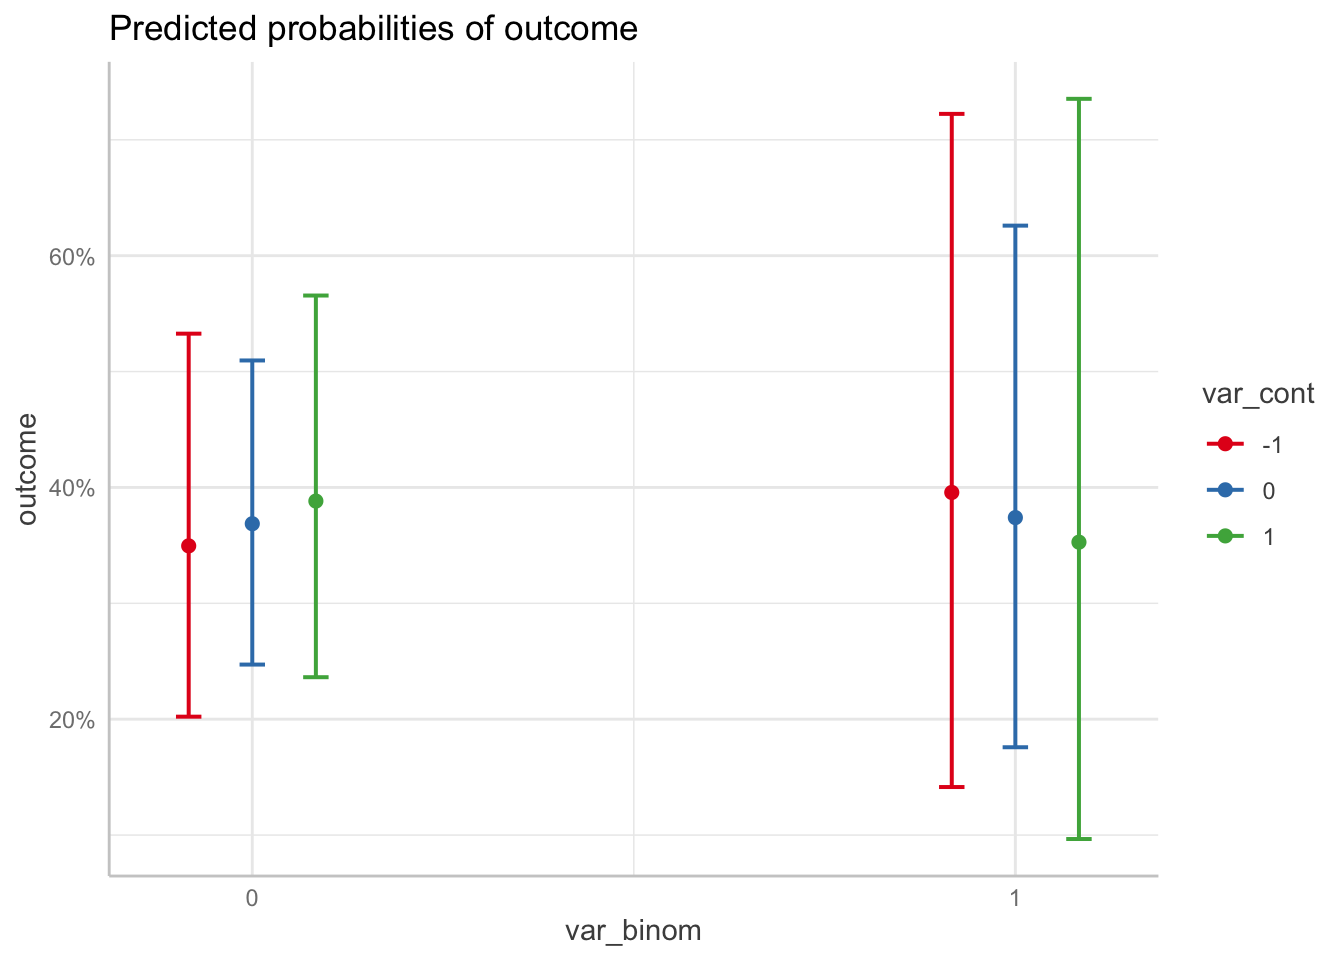 Predicted probabilities of outcome
60%
40%
20%
outcome
0
1
var_binom
var_cont
-1
0
1